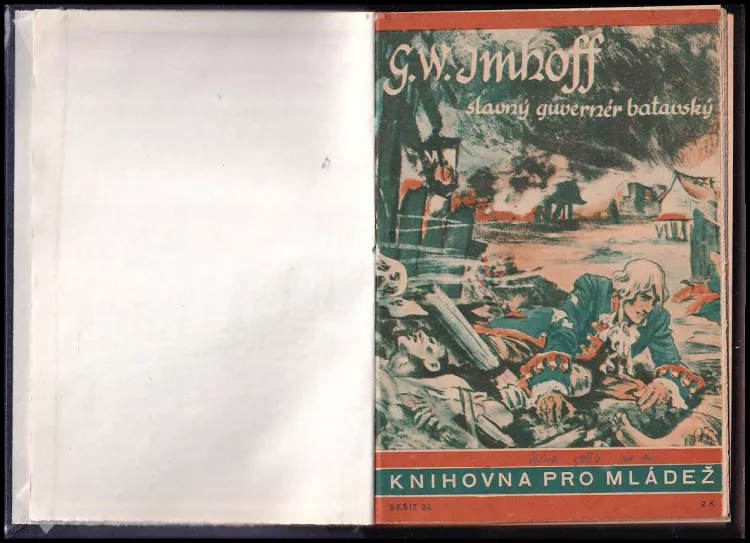 G.W. Imhoff
slavný guvernér batavský
KNIHOVNA PRO MLÁDEŽ
SEŠIT 22.
2 K